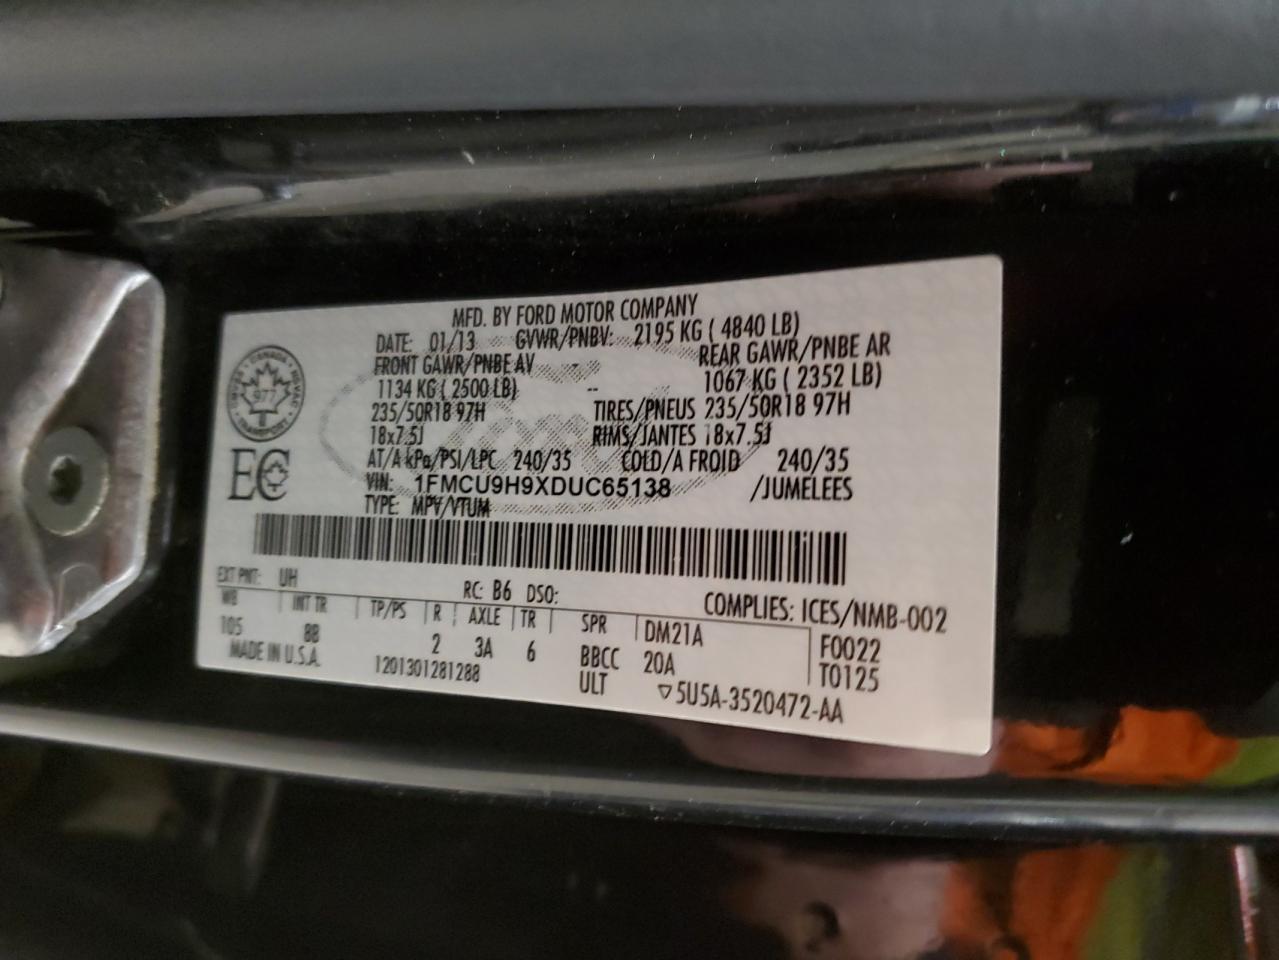 MFD. BY FORD MOTOR COMPANY
DATE: 01/13 GVWR/PNBV: 2195 KG ( 4840 LB)
FRONT GAWR/PNBE AV REAR GAWR/PNBE AR
1134 KG ( 2500 LB) -- 1067 KG ( 2352 LB)
235/50R18 97H TIRES/PNEUS 235/50R18 97H
18x7.5J RIMS/JANTES 18x7.5J
AT/A kPa/PSI/LPC 240/35 COLD/A FROID 240/35
VIN: 1FMCU9H9XDUC65138 /JUMELEES
TYPE: MPV/VTUM
CANADA
977
TRANSPORT
EC
EXT PNT: UH RC: B6 DSO: COMPLIES: ICES/NMB-002
WB INT TR TP/PS R AXLE TR SPR DM21A F0022
105 BB 2 3A 6 BBCC 20A T0125
MADE IN U.S.A. 1201301281288 ULT 5U5A-3520472-AA